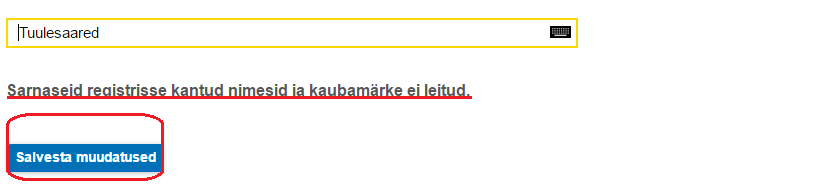 Tuulesaared
Sarnaseid registrisse kantud nimesid ja kaubamärke ei leitud.
Salvesta muudatused